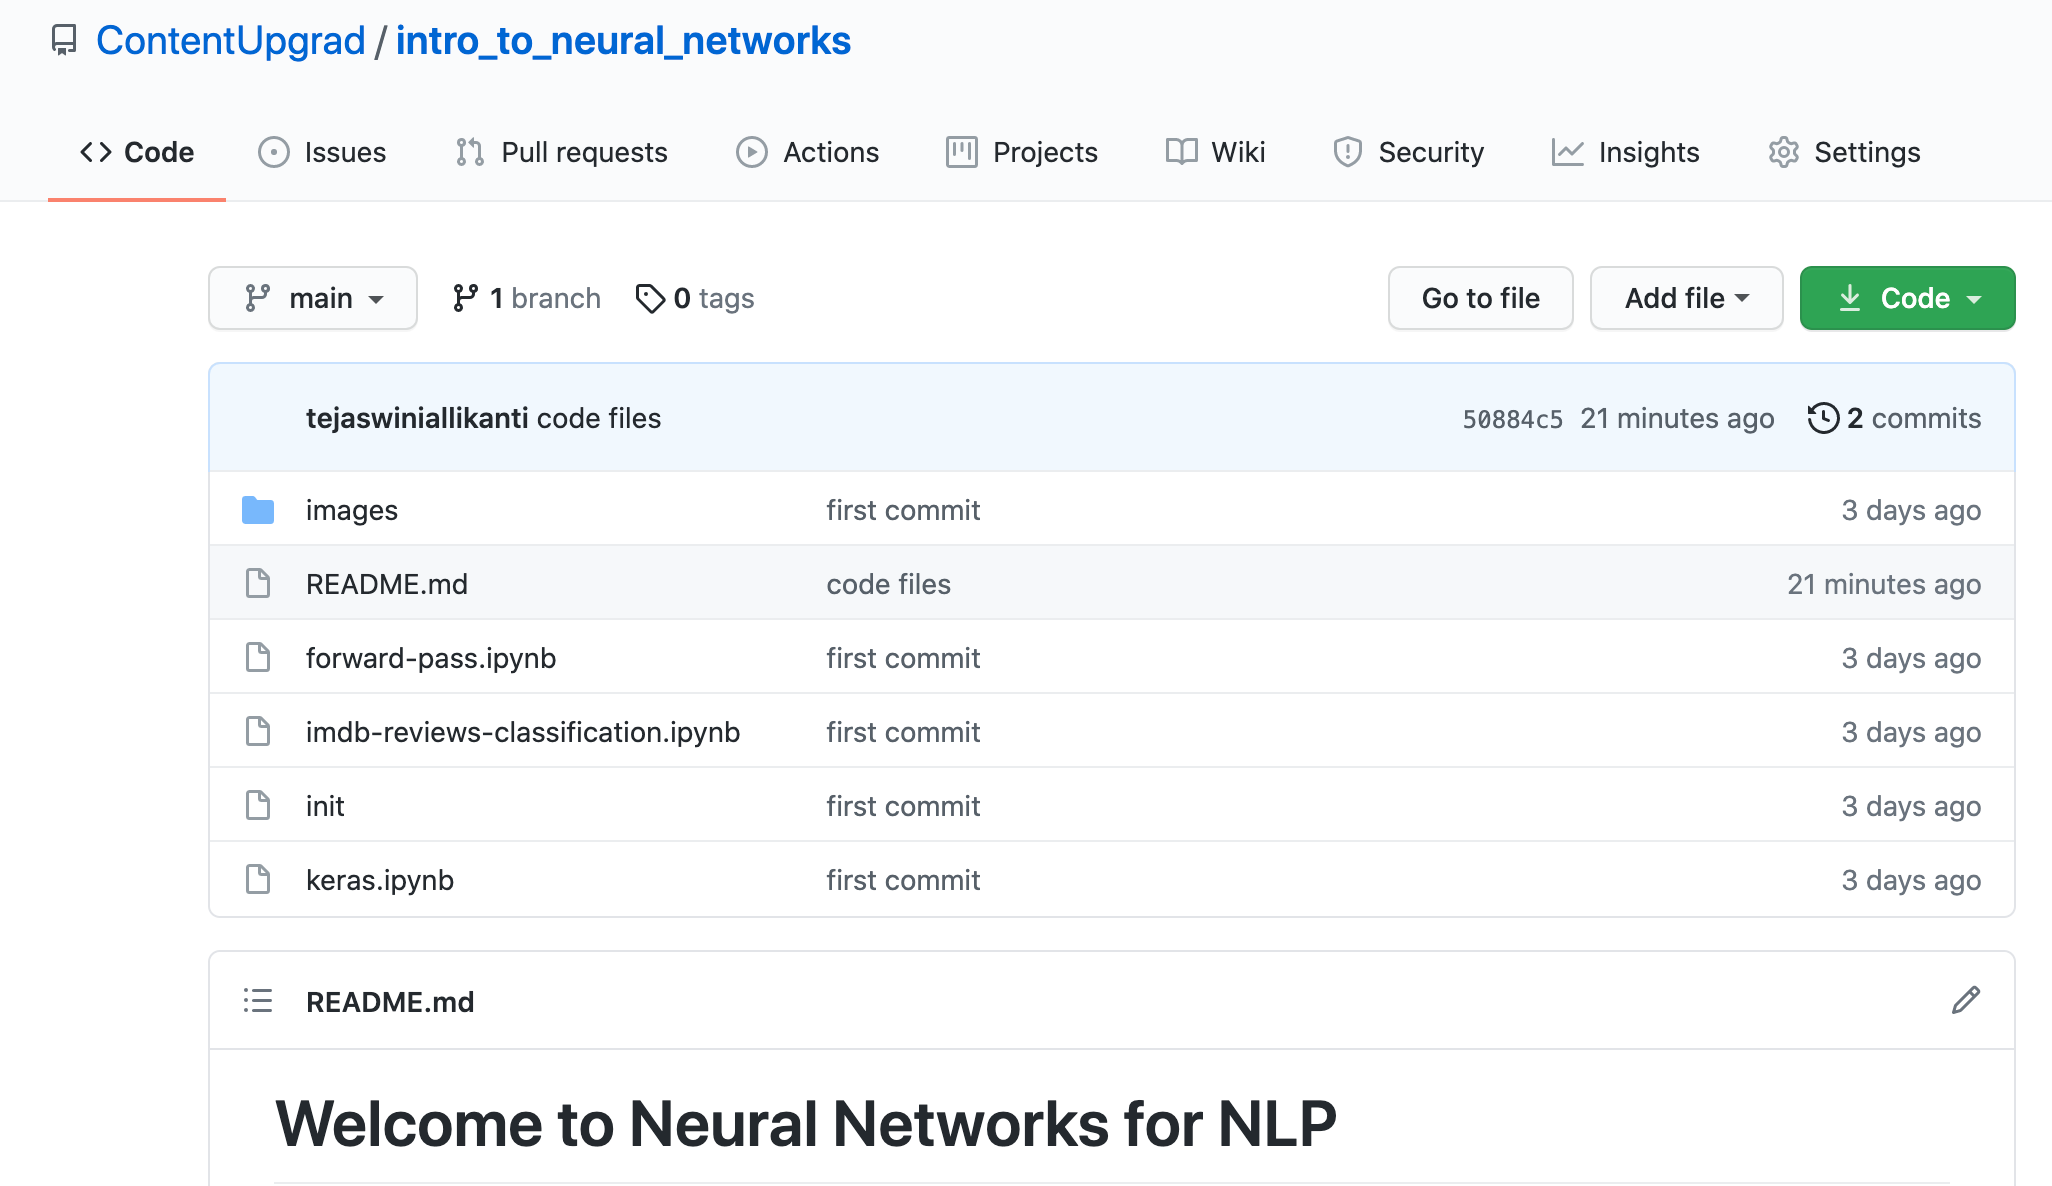 ContentUpgrad / intro_to_neural_networks
Code Issues Pull requests Actions Projects Wiki Security Insights Settings
main 1 branch 0 tags Go to file Add file Code
tejaswiniallikanti code files 50884c5 21 minutes ago 2 commits
images first commit 3 days ago
README.md code files 21 minutes ago
forward-pass.ipynb first commit 3 days ago
imdb-reviews-classification.ipynb first commit 3 days ago
init first commit 3 days ago
keras.ipynb first commit 3 days ago
README.md
Welcome to Neural Networks for NLP